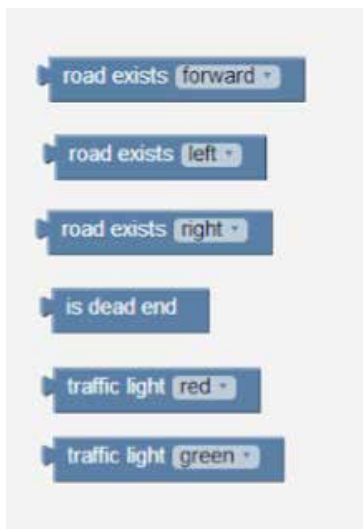 road exists forward
road exists left
road exists right
is dead end
traffic light red
traffic light green